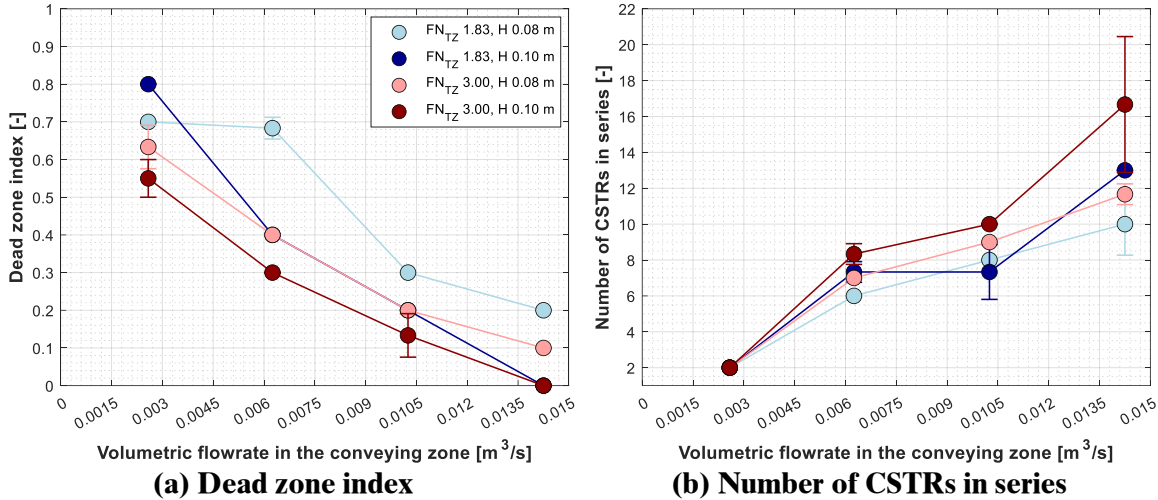 1
0.9
0.8
0.7
0.6
0.5
0.4
0.3
0.2
0.1
0
Dead zone index [-]
FN_TZ 1.83, H 0.08 m
FN_TZ 1.83, H 0.10 m
FN_TZ 3.00, H 0.08 m
FN_TZ 3.00, H 0.10 m
0 0.0015 0.003 0.0045 0.006 0.0075 0.009 0.0105 0.012 0.0135 0.015
Volumetric flowrate in the conveying zone [m³/s]
(a) Dead zone index
22
20
18
16
14
12
10
8
6
4
2
Number of CSTRs in series [-]
0 0.0015 0.003 0.0045 0.006 0.0075 0.009 0.0105 0.012 0.0135 0.015
Volumetric flowrate in the conveying zone [m³/s]
(b) Number of CSTRs in series